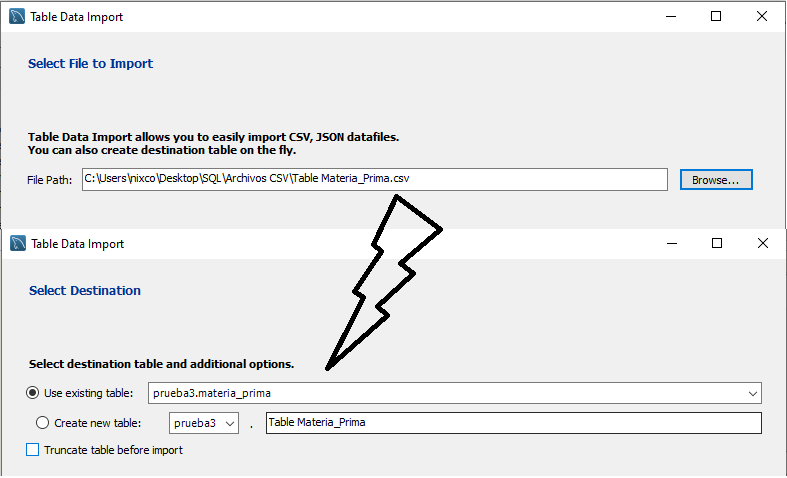 Table Data Import
Select File to Import
Table Data Import allows you to easily import CSV, JSON datafiles.
You can also create destination table on the fly.
File Path: C:\Users\nixco\Desktop\SQL\Archivos CSV\Table Materia_Prima.csv Browse...
Table Data Import
Select Destination
Select destination table and additional options.
Use existing table: prueba3.materia_prima
Create new table: prueba3 . Table Materia_Prima
Truncate table before import